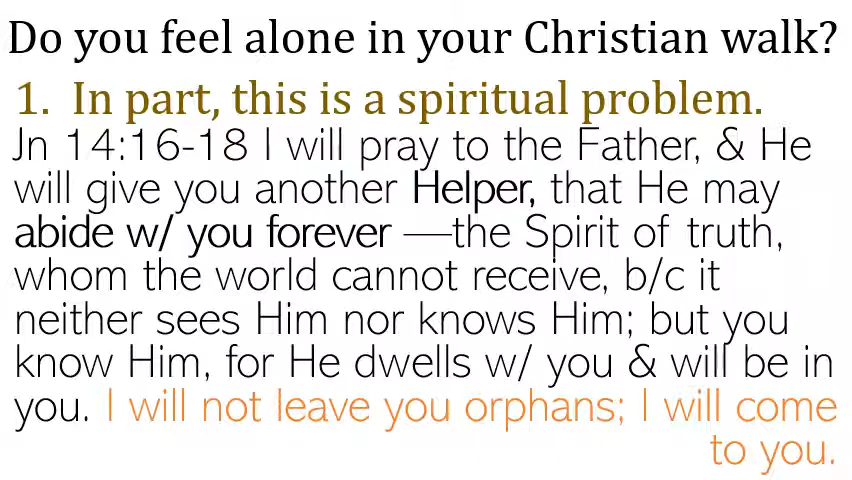 Do you feel alone in your Christian walk?
1. In part, this is a spiritual problem.
Jn 14:16-18 I will pray to the Father, & He
will give you another Helper, that He may
abide w/ you forever —the Spirit of truth,
whom the world cannot receive, b/c it
neither sees Him nor knows Him; but you
know Him, for He dwells w/ you & will be in
you. I will not leave you orphans; I will come
to you.